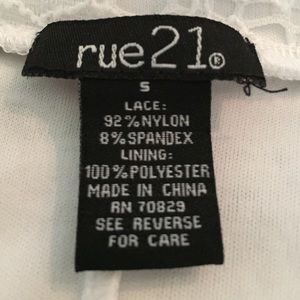 rue21®
S
LACE:
92%NYLON
8%SPANDEX
LINING:
100%POLYESTER
MADE IN CHINA
RN 70829
SEE REVERSE
FOR CARE